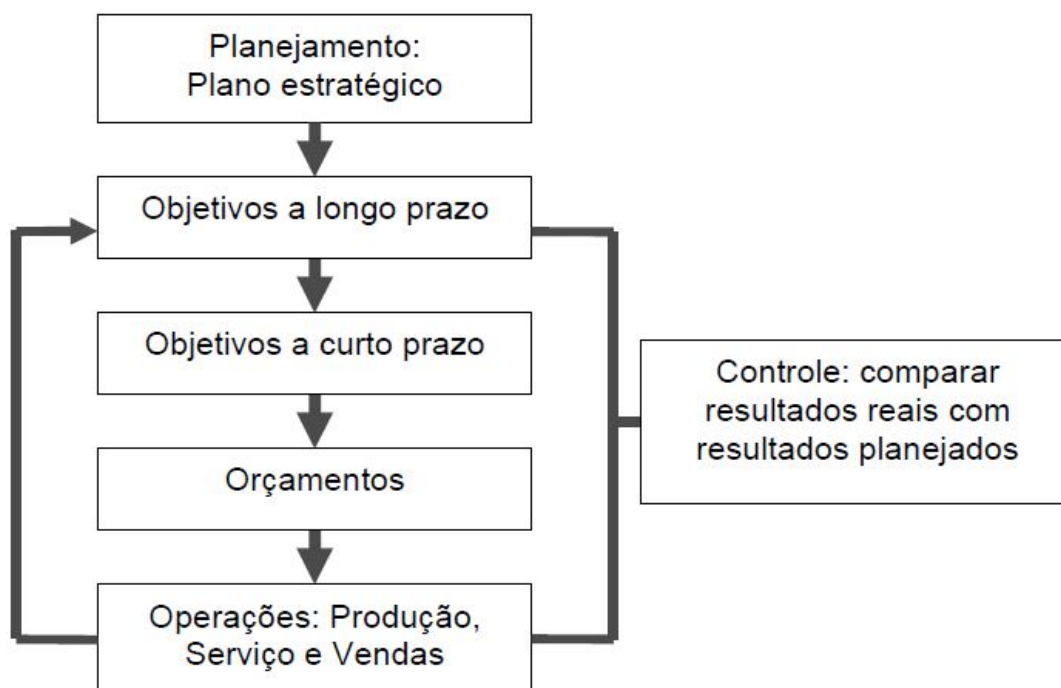 Planejamento:
Plano estratégico
Objetivos a longo prazo
Objetivos a curto prazo
Orçamentos
Operações: Produção,
Serviço e Vendas
Controle: comparar
resultados reais com
resultados planejados